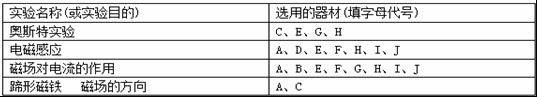 实验名称(或实验目的) 选用的器材(填字母代号)
奥斯特实验 C、E、G、H
电磁感应 A、D、E、F、H、I、J
磁场对电流的作用 A、B、E、F、G、H、I、J
蹄形磁铁 磁场的方向 A、C